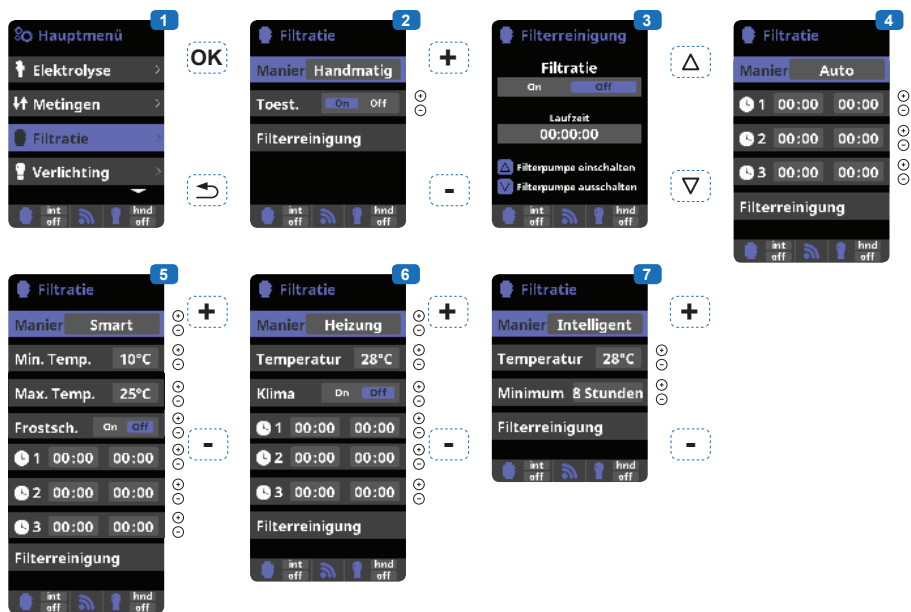 1
Hauptmenü
Elektrolyse >
Metingen >
Filtratie >
Verlichting
int off hnd off
OK
2
Filtratie
Manier Handmatig
Toest. On Off
Filterreinigung
int off hnd off
+
-
3
Filterreinigung
Filtratie
On Off
Laufzeit
00:00:00
Filterpumpe einschalten
Filterpumpe ausschalten
int off hnd off
4
Filtratie
Manier Auto
1 00:00 00:00
2 00:00 00:00
3 00:00 00:00
Filterreinigung
int off hnd off
5
Filtratie
Manier Smart
Min. Temp. 10°C
Max. Temp. 25°C
Frostsch. On Off
1 00:00 00:00
2 00:00 00:00
3 00:00 00:00
Filterreinigung
int off hnd off
+
-
6
Filtratie
Manier Heizung
Temperatur 28°C
Klima On Off
1 00:00 00:00
2 00:00 00:00
3 00:00 00:00
Filterreinigung
int off hnd off
+
-
7
Filtratie
Manier Intelligent
Temperatur 28°C
Minimum 8 Stunden
Filterreinigung
int off hnd off
+
-